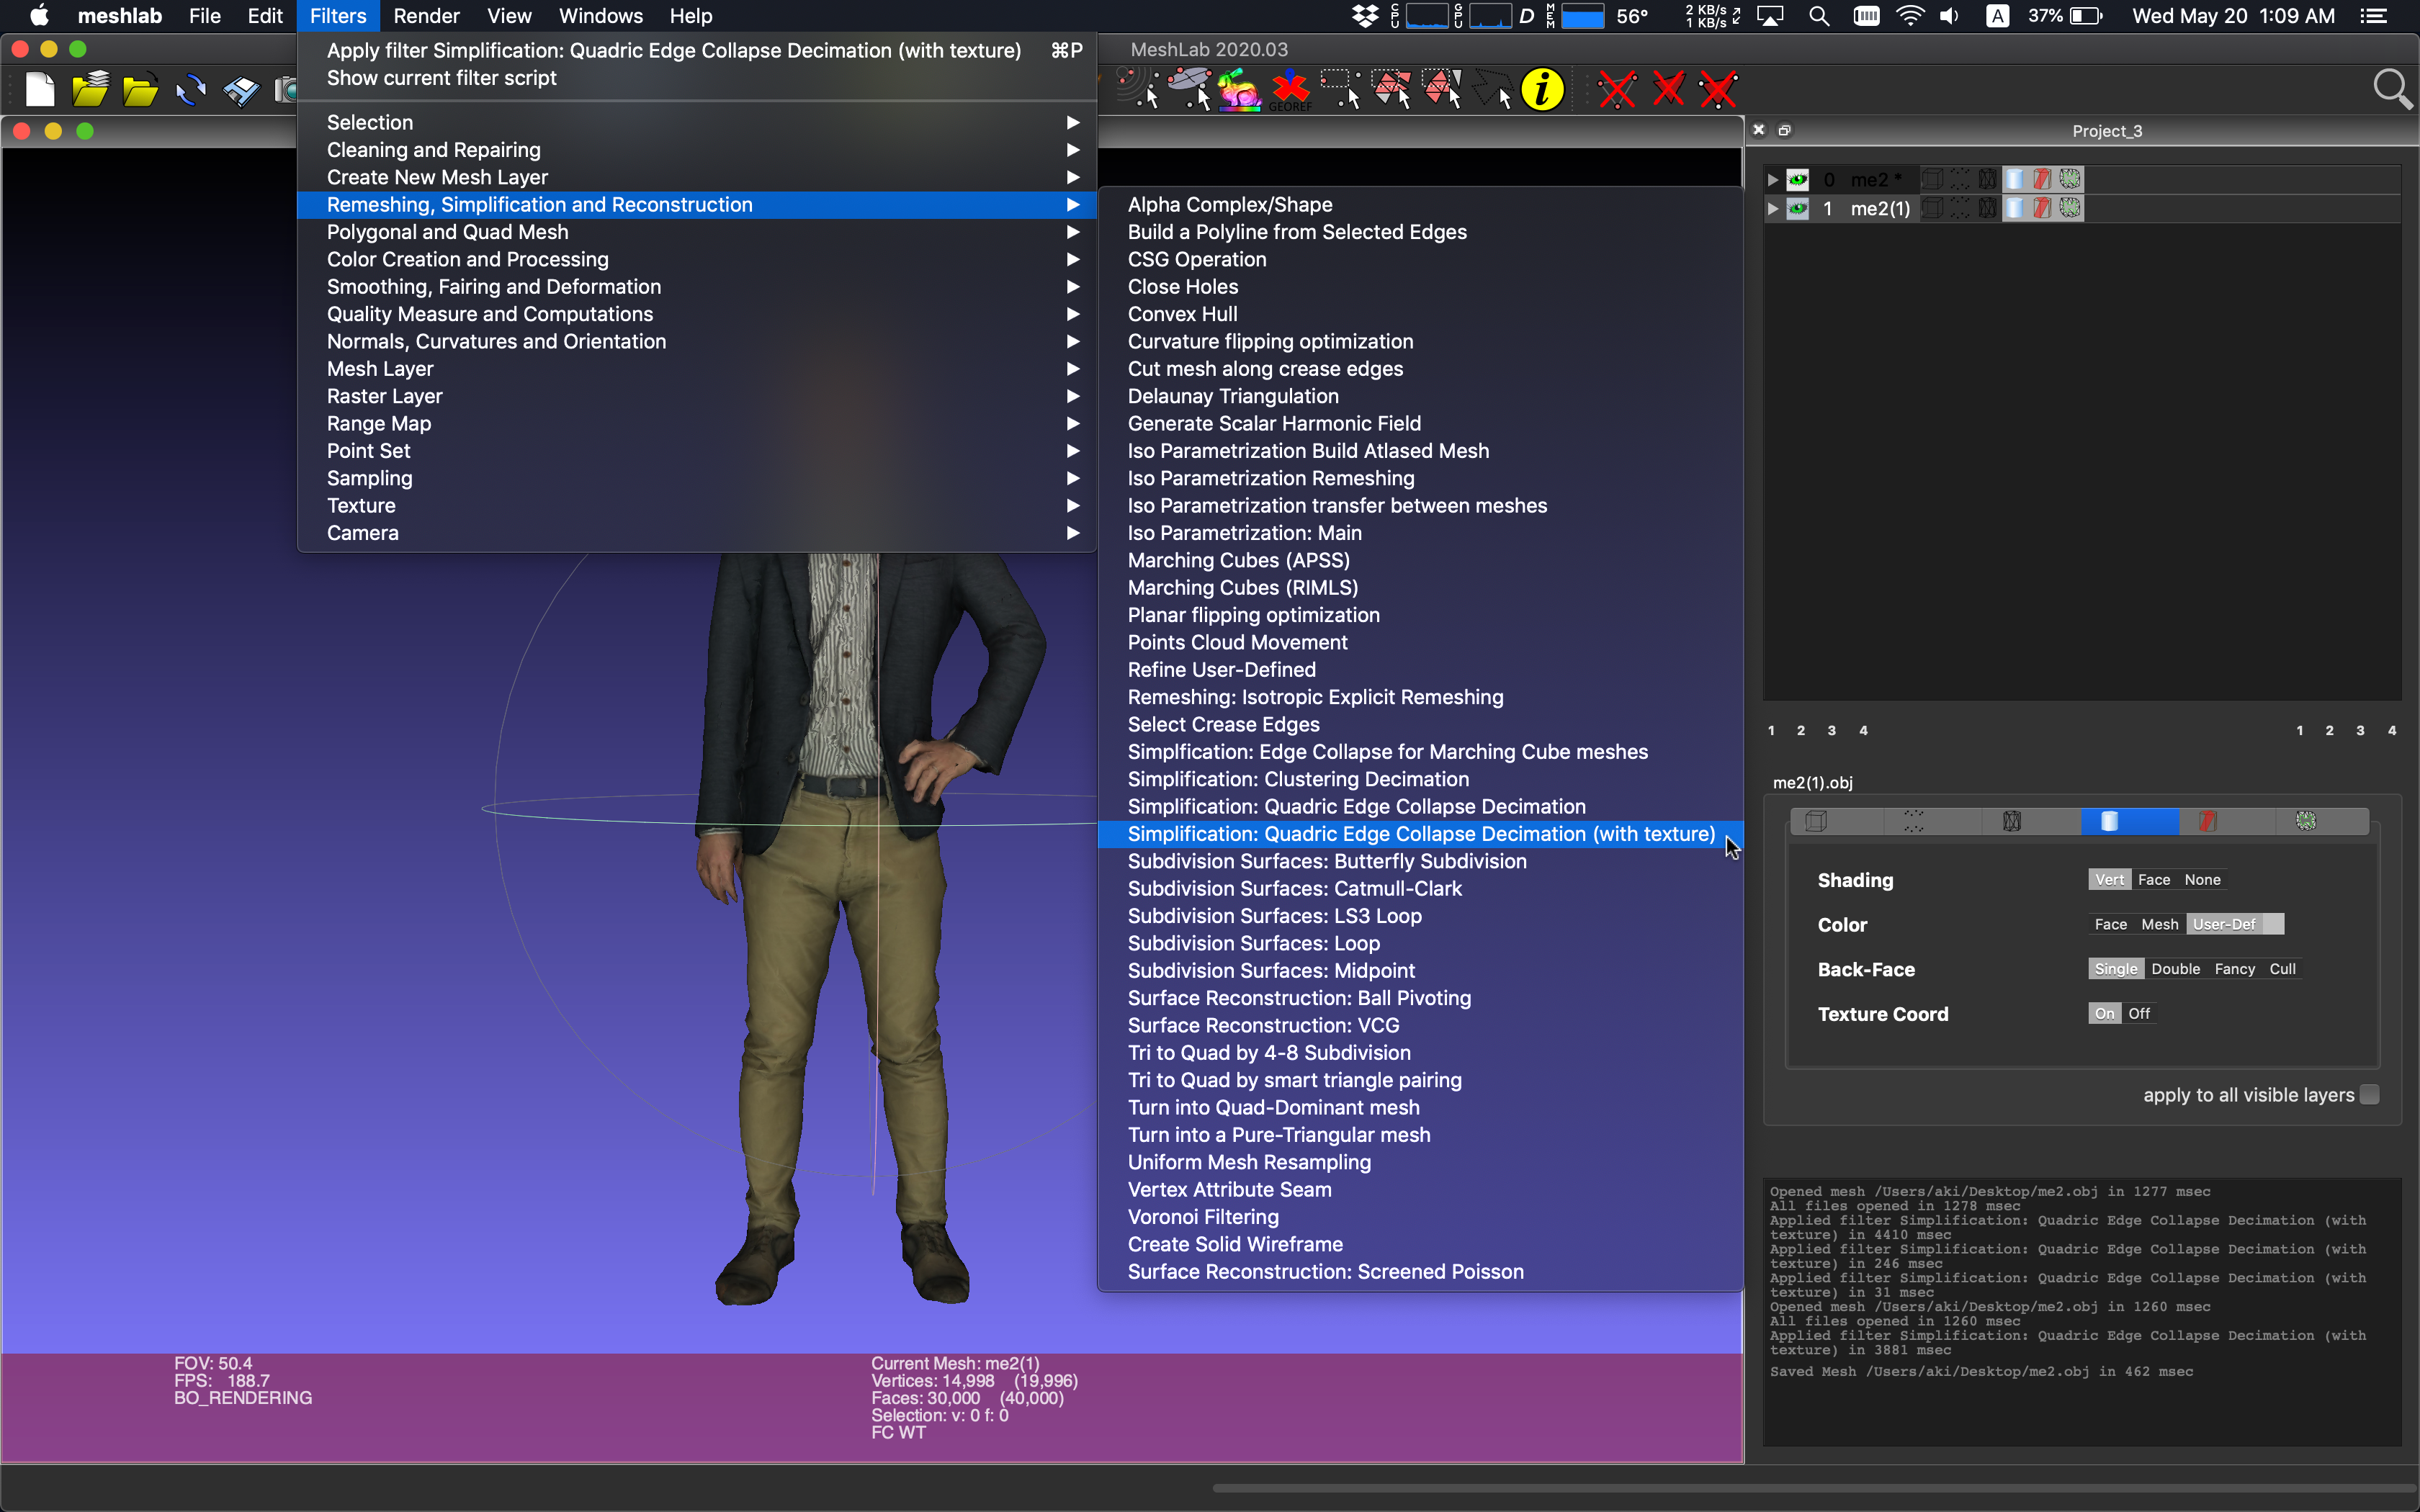 meshlab File Edit Filters Render View Windows Help
CPU GPU D MEM 56° 2 KB/s 1 KB/s A 37% Wed May 20 1:09 AM
MeshLab 2020.03
Apply filter Simplification: Quadric Edge Collapse Decimation (with texture) ⌘P
Show current filter script
Selection
Cleaning and Repairing
Create New Mesh Layer
Remeshing, Simplification and Reconstruction
Polygonal and Quad Mesh
Color Creation and Processing
Smoothing, Fairing and Deformation
Quality Measure and Computations
Normals, Curvatures and Orientation
Mesh Layer
Raster Layer
Range Map
Point Set
Sampling
Texture
Camera
GEOREF
i
Alpha Complex/Shape
Build a Polyline from Selected Edges
CSG Operation
Close Holes
Convex Hull
Curvature flipping optimization
Cut mesh along crease edges
Delaunay Triangulation
Generate Scalar Harmonic Field
Iso Parametrization Build Atlased Mesh
Iso Parametrization Remeshing
Iso Parametrization transfer between meshes
Iso Parametrization: Main
Marching Cubes (APSS)
Marching Cubes (RIMLS)
Planar flipping optimization
Points Cloud Movement
Refine User-Defined
Remeshing: Isotropic Explicit Remeshing
Select Crease Edges
Simplfication: Edge Collapse for Marching Cube meshes
Simplification: Clustering Decimation
Simplification: Quadric Edge Collapse Decimation
Simplification: Quadric Edge Collapse Decimation (with texture)
Subdivision Surfaces: Butterfly Subdivision
Subdivision Surfaces: Catmull-Clark
Subdivision Surfaces: LS3 Loop
Subdivision Surfaces: Loop
Subdivision Surfaces: Midpoint
Surface Reconstruction: Ball Pivoting
Surface Reconstruction: VCG
Tri to Quad by 4-8 Subdivision
Tri to Quad by smart triangle pairing
Turn into Quad-Dominant mesh
Turn into a Pure-Triangular mesh
Uniform Mesh Resampling
Vertex Attribute Seam
Voronoi Filtering
Create Solid Wireframe
Surface Reconstruction: Screened Poisson
Project_3
0 me2 *
1 me2(1)
1 2 3 4 1 2 3 4
me2(1).obj
Shading Vert Face None
Color Face Mesh User-Def
Back-Face Single Double Fancy Cull
Texture Coord On Off
apply to all visible layers
Opened mesh /Users/aki/Desktop/me2.obj in 1277 msec
All files opened in 1278 msec
Applied filter Simplification: Quadric Edge Collapse Decimation (with
texture) in 4410 msec
Applied filter Simplification: Quadric Edge Collapse Decimation (with
texture) in 246 msec
Applied filter Simplification: Quadric Edge Collapse Decimation (with
texture) in 31 msec
Opened mesh /Users/aki/Desktop/me2.obj in 1260 msec
All files opened in 1260 msec
Applied filter Simplification: Quadric Edge Collapse Decimation (with
texture) in 3881 msec
Saved Mesh /Users/aki/Desktop/me2.obj in 462 msec
FOV: 50.4
FPS: 188.7
BO_RENDERING
Current Mesh: me2(1)
Vertices: 14,998 (19,996)
Faces: 30,000 (40,000)
Selection: v: 0 f: 0
FC WT